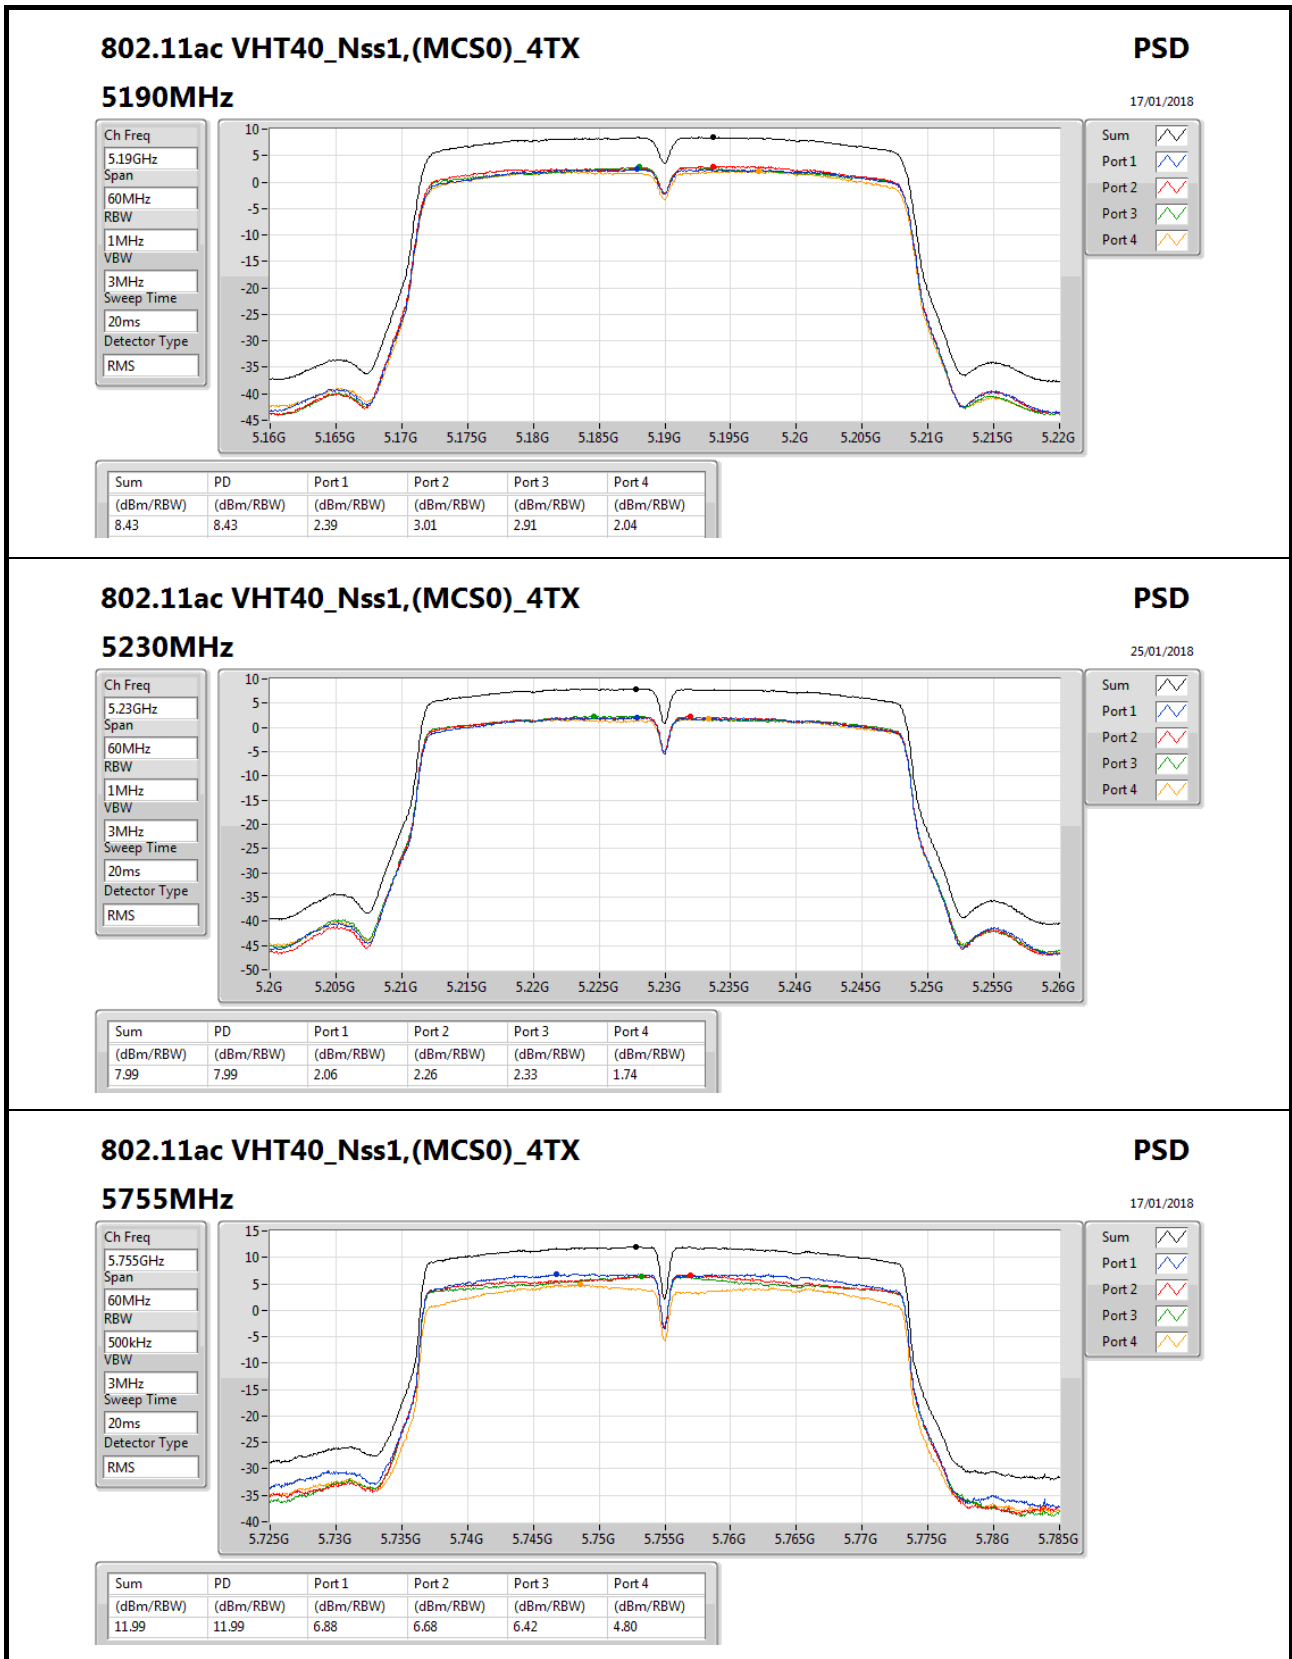 802.11ac VHT40_Nss1,(MCS0)_4TX PSD
5190MHz 17/01/2018
Ch Freq
5.19GHz
Span
60MHz
RBW
1MHz
VBW
3MHz
Sweep Time
20ms
Detector Type
RMS
10
5
0
-5
-10
-15
-20
-25
-30
-35
-40
-45
5.16G 5.165G 5.17G 5.175G 5.18G 5.185G 5.19G 5.195G 5.2G 5.205G 5.21G 5.215G 5.22G
Sum
Port 1
Port 2
Port 3
Port 4
Sum PD Port 1 Port 2 Port 3 Port 4
(dBm/RBW) (dBm/RBW) (dBm/RBW) (dBm/RBW) (dBm/RBW) (dBm/RBW)
8.43 8.43 2.39 3.01 2.91 2.04
802.11ac VHT40_Nss1,(MCS0)_4TX PSD
5230MHz 25/01/2018
Ch Freq
5.23GHz
Span
60MHz
RBW
1MHz
VBW
3MHz
Sweep Time
20ms
Detector Type
RMS
10
5
0
-5
-10
-15
-20
-25
-30
-35
-40
-45
-50
5.2G 5.205G 5.21G 5.215G 5.22G 5.225G 5.23G 5.235G 5.24G 5.245G 5.25G 5.255G 5.26G
Sum
Port 1
Port 2
Port 3
Port 4
Sum PD Port 1 Port 2 Port 3 Port 4
(dBm/RBW) (dBm/RBW) (dBm/RBW) (dBm/RBW) (dBm/RBW) (dBm/RBW)
7.99 7.99 2.06 2.26 2.33 1.74
802.11ac VHT40_Nss1,(MCS0)_4TX PSD
5755MHz 17/01/2018
Ch Freq
5.755GHz
Span
60MHz
RBW
500kHz
VBW
3MHz
Sweep Time
20ms
Detector Type
RMS
15
10
5
0
-5
-10
-15
-20
-25
-30
-35
-40
5.725G 5.73G 5.735G 5.74G 5.745G 5.75G 5.755G 5.76G 5.765G 5.77G 5.775G 5.78G 5.785G
Sum
Port 1
Port 2
Port 3
Port 4
Sum PD Port 1 Port 2 Port 3 Port 4
(dBm/RBW) (dBm/RBW) (dBm/RBW) (dBm/RBW) (dBm/RBW) (dBm/RBW)
11.99 11.99 6.88 6.68 6.42 4.80